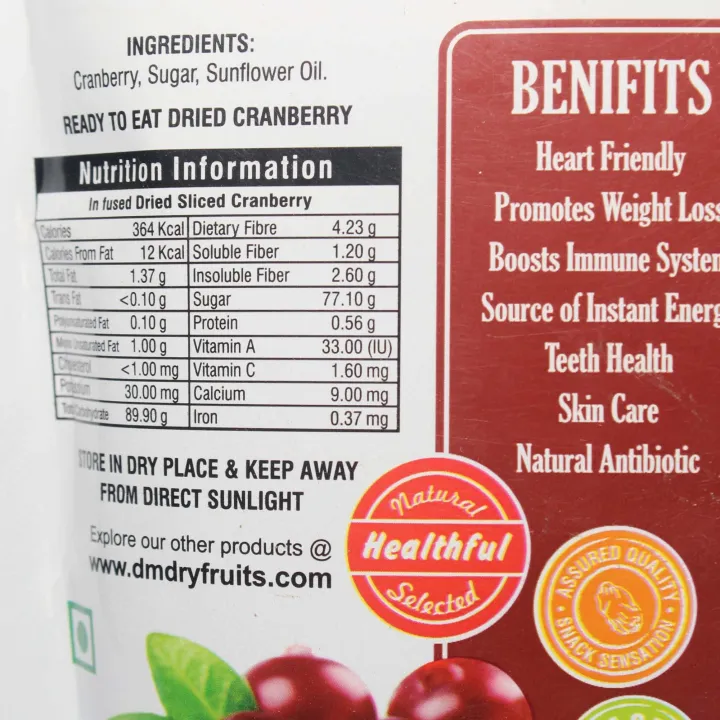 INGREDIENTS:
Cranberry, Sugar, Sunflower Oil.
READY TO EAT DRIED CRANBERRY
Nutrition Information
In fused Dried Sliced Cranberry
Calories 364 Kcal Dietary Fibre 4.23 g
Calories From Fat 12 Kcal Soluble Fiber 1.20 g
Total Fat 1.37 g Insoluble Fiber 2.60 g
Trans Fat <0.10 g Sugar 77.10 g
Polyunsaturated Fat 0.10 g Protein 0.56 g
Mono Unsaturated Fat 1.00 g Vitamin A 33.00 (IU)
Cholesterol <1.00 mg Vitamin C 1.60 mg
Potassium 30.00 mg Calcium 9.00 mg
Total Carbohydrate 89.90 g Iron 0.37 mg
STORE IN DRY PLACE & KEEP AWAY
FROM DIRECT SUNLIGHT
Explore our other products @
www.dmdryfruits.com
BENIFITS
Heart Friendly
Promotes Weight Loss
Boosts Immune System
Source of Instant Energ
Teeth Health
Skin Care
Natural Antibiotic
Natural
Healthful
Selected
ASSURED QUALITY
SNACK SENSATION